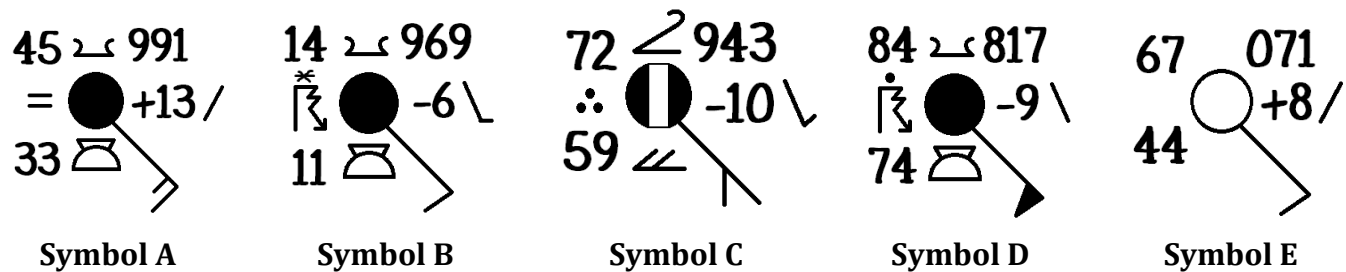 45 991
= +13 /
33
Symbol A
14 969
-6 \
11
Symbol B
72 943
-10
59
Symbol C
84 817
-9 \
74
Symbol D
67 071
+8 /
44
Symbol E